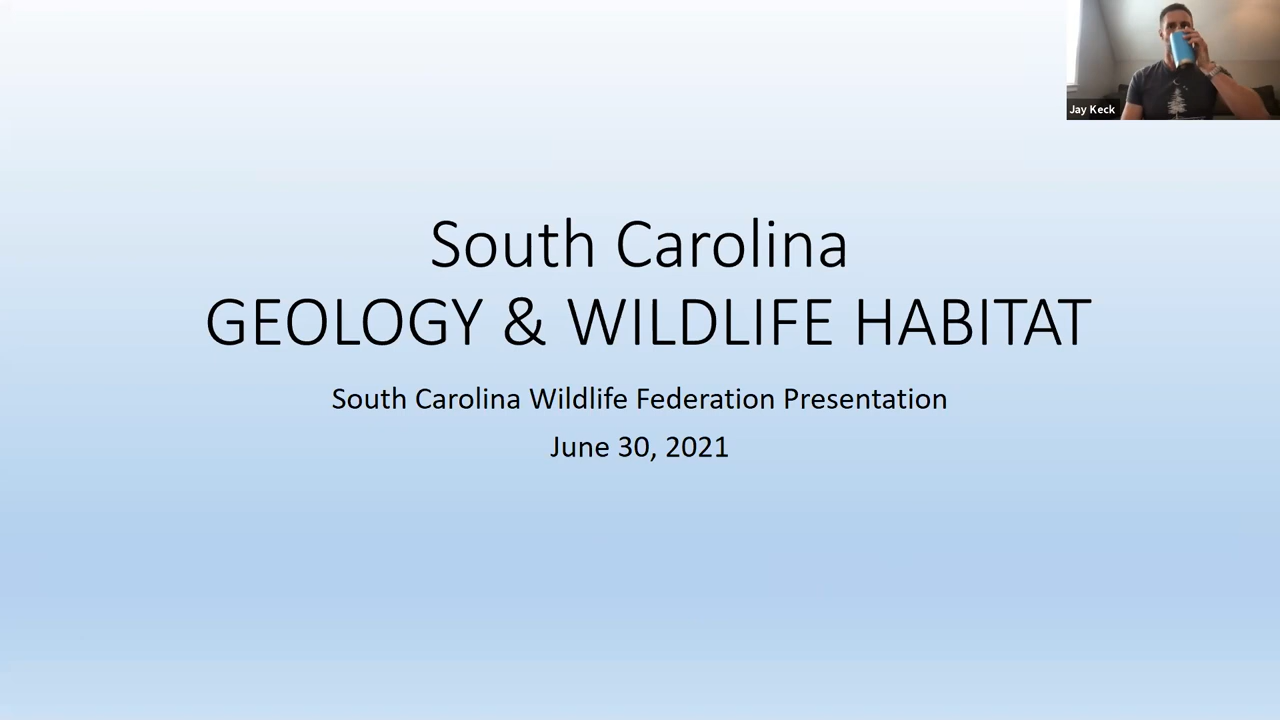 Jay Keck
South Carolina
GEOLOGY & WILDLIFE HABITAT
South Carolina Wildlife Federation Presentation
June 30, 2021